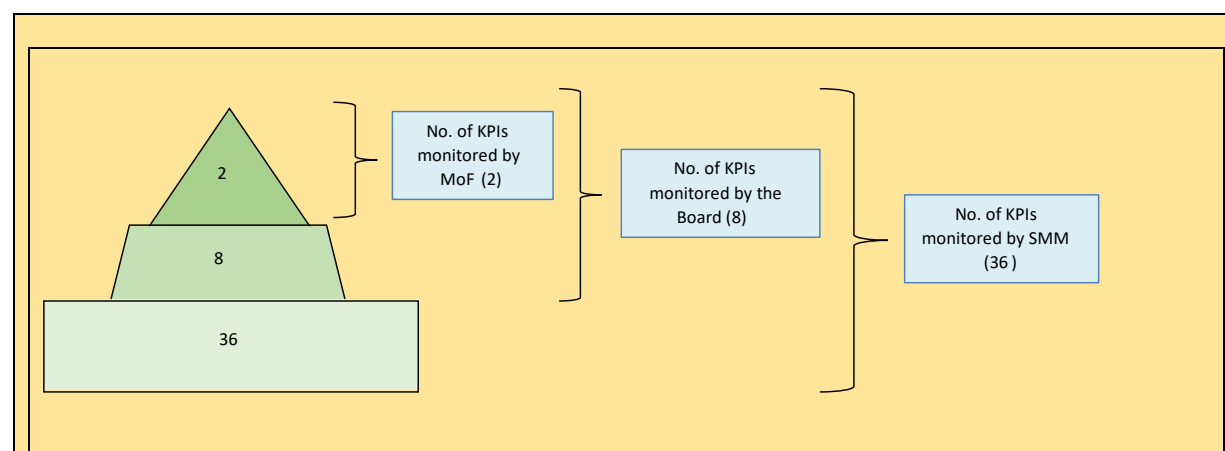 2
8
36
No. of KPIs
monitored by
MoF (2)
No. of KPIs
monitored by the
Board (8)
No. of KPIs
monitored by SMM
(36 )